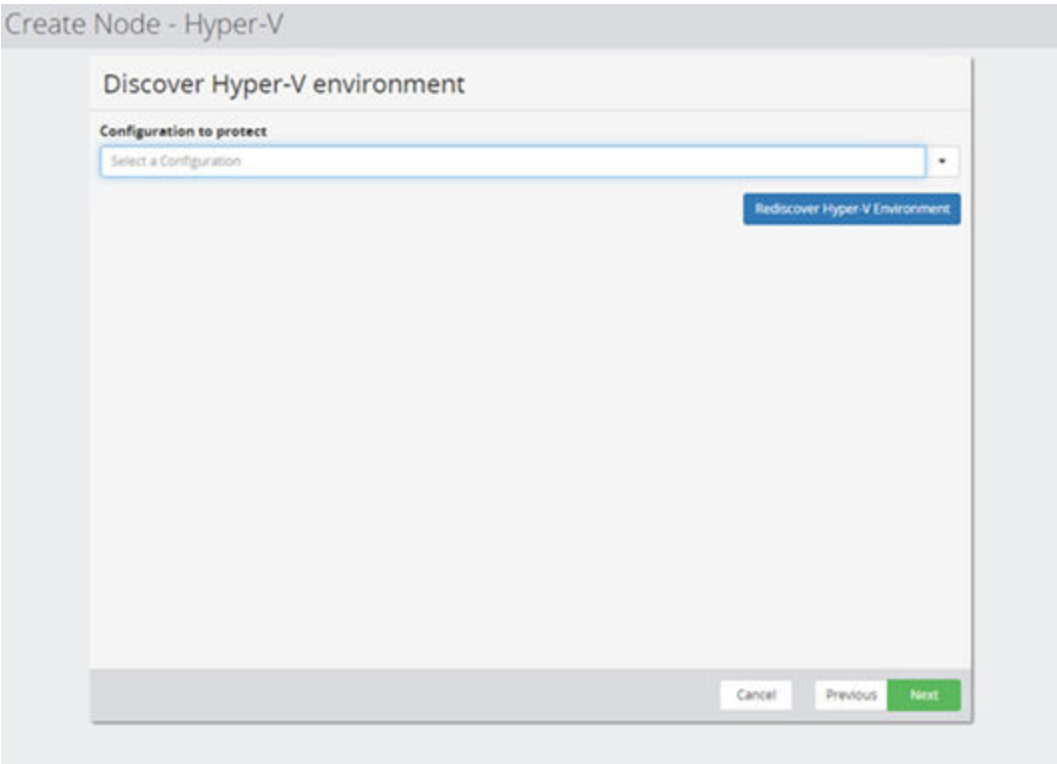 Create Node - Hyper-V
Discover Hyper-V environment
Configuration to protect
Select a Configuration
Rediscover Hyper-V Environment
Cancel
Previous
Next